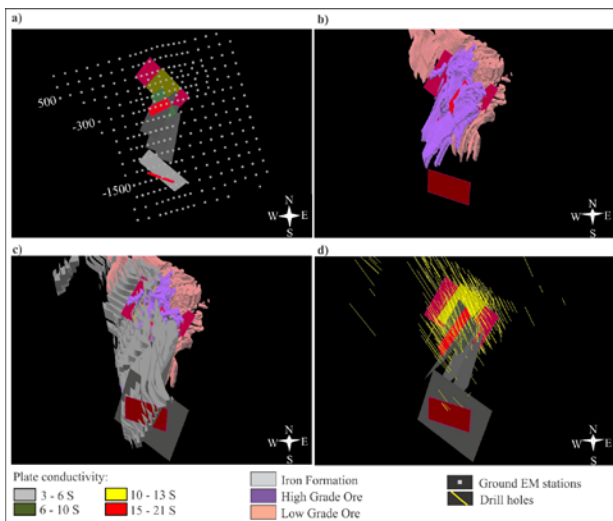 a)
b)
500
-300
-1500
N
W E
S
N
W E
S
c)
d)
N
W E
S
N
W E
S
Plate conductivity:
3 - 6 S
10 - 13 S
6 - 10 S
15 - 21 S
Iron Formation
High Grade Ore
Low Grade Ore
Ground EM stations
Drill holes